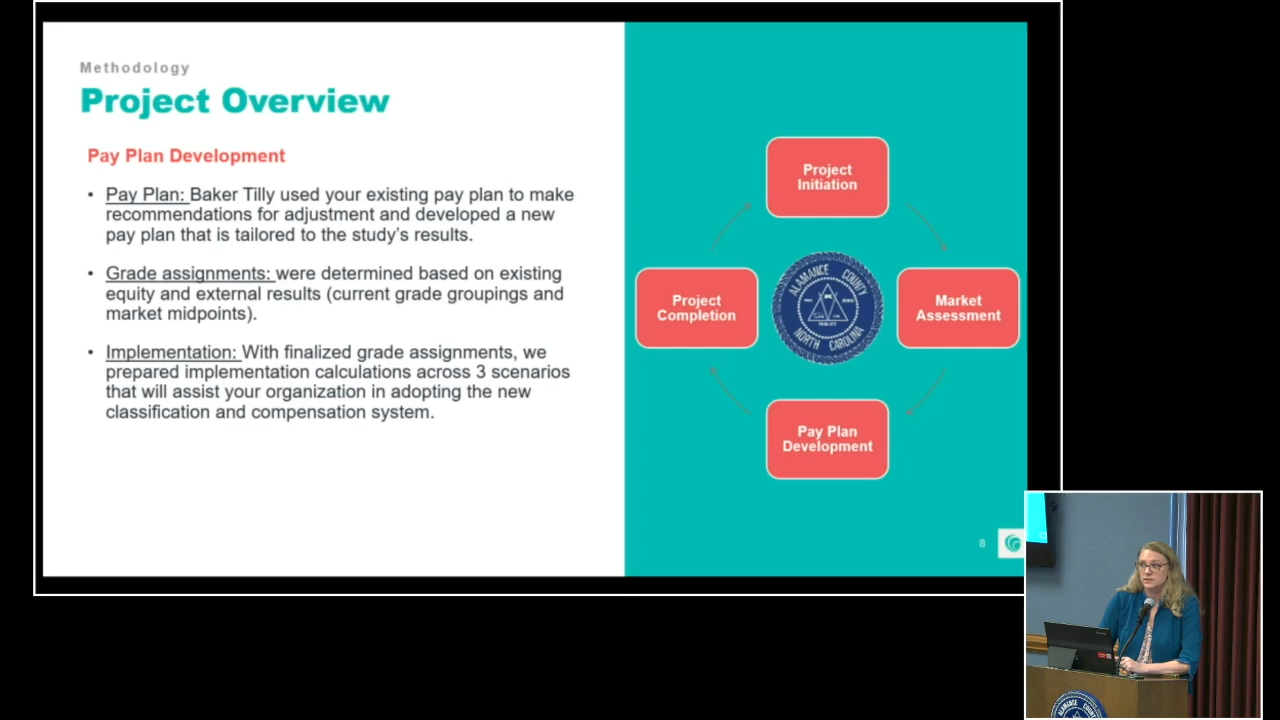 Methodology
Project Overview
Pay Plan Development
• Pay Plan: Baker Tilly used your existing pay plan to make
recommendations for adjustment and developed a new
pay plan that is tailored to the study's results.
• Grade assignments: were determined based on existing
equity and external results (current grade groupings and
market midpoints).
• Implementation: With finalized grade assignments, we
prepared implementation calculations across 3 scenarios
that will assist your organization in adopting the new
classification and compensation system.
Project
Initiation
Project
Completion
ALAMANCE COUNTY
NORTH CAROLINA
Market
Assessment
Pay Plan
Development
8
ALAMANCE COUNTY